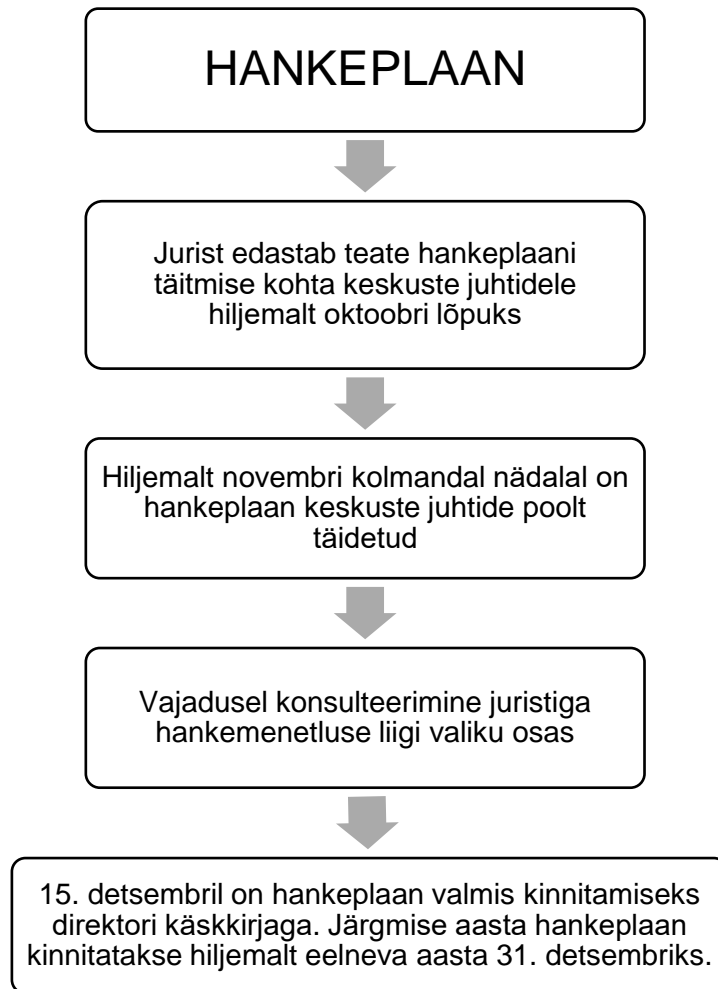 HANKEPLAAN
Jurist edastab teate hankeplaani
täitmise kohta keskuste juhtidele
hiljemalt oktoobri lõpuks
Hiljemalt novembri kolmandal nädalal on
hankeplaan keskuste juhtide poolt
täidetud
Vajadusel konsulteerimine juristiga
hankemenetluse liigi valiku osas
15. detsembril on hankeplaan valmis kinnitamiseks
direktori käskkirjaga. Järgmise aasta hankeplaan
kinnitatakse hiljemalt eelneva aasta 31. detsembriks.